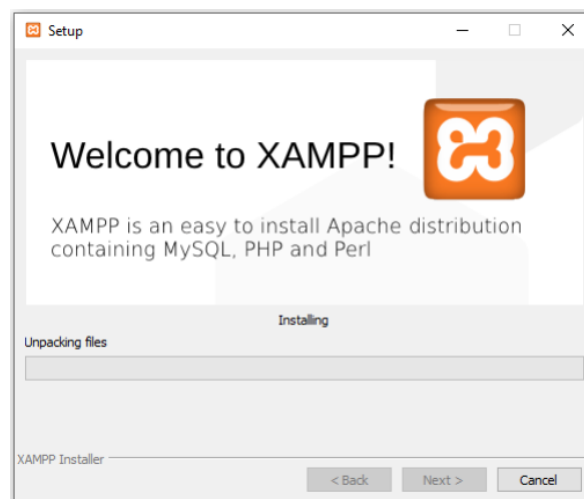 Setup
Welcome to XAMPP!
XAMPP is an easy to install Apache distribution
containing MySQL, PHP and Perl
Installing
Unpacking files
XAMPP Installer
< Back
Next >
Cancel